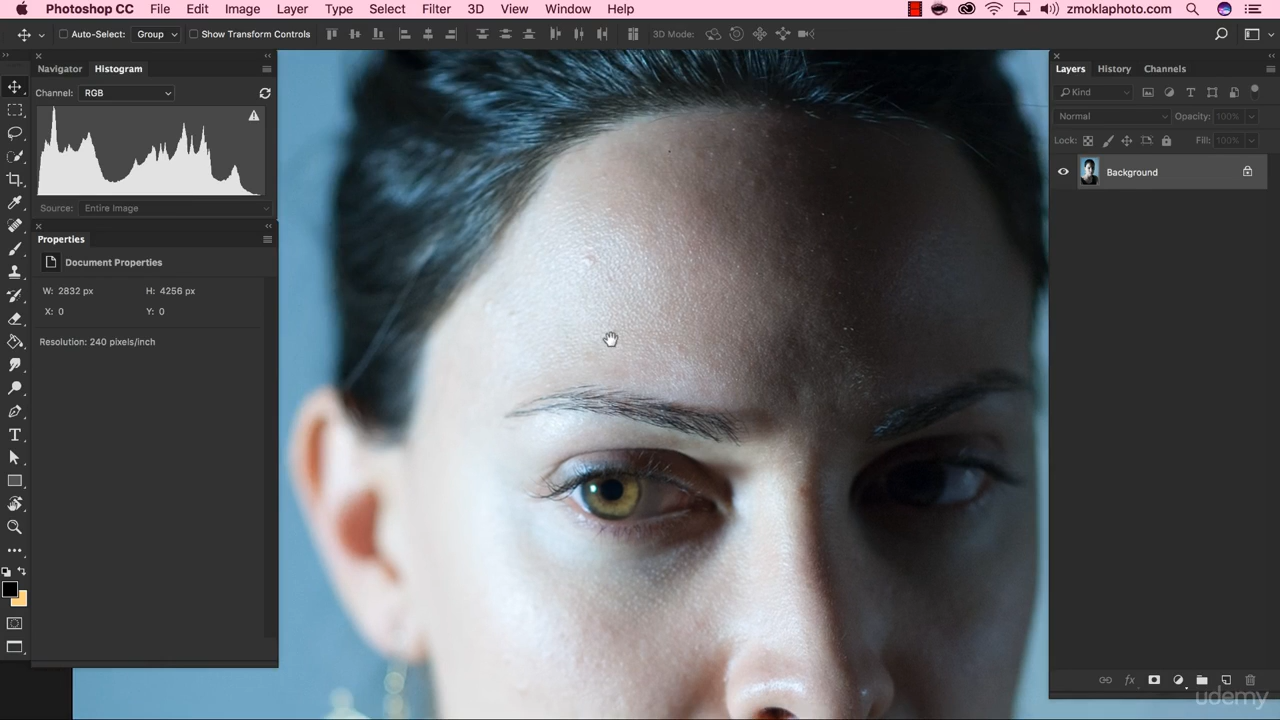 Photoshop CC File Edit Image Layer Type Select Filter 3D View Window Help zmoklaphoto.com
Auto-Select: Group Show Transform Controls 3D Mode:
Navigator Histogram
Channel: RGB
Source: Entire Image
Properties
Document Properties
W: 2832 px H: 4256 px
X: 0 Y: 0
Resolution: 240 pixels/inch
Layers History Channels
Kind
Normal Opacity: 100%
Lock: Fill: 100%
Background
fx
udemy